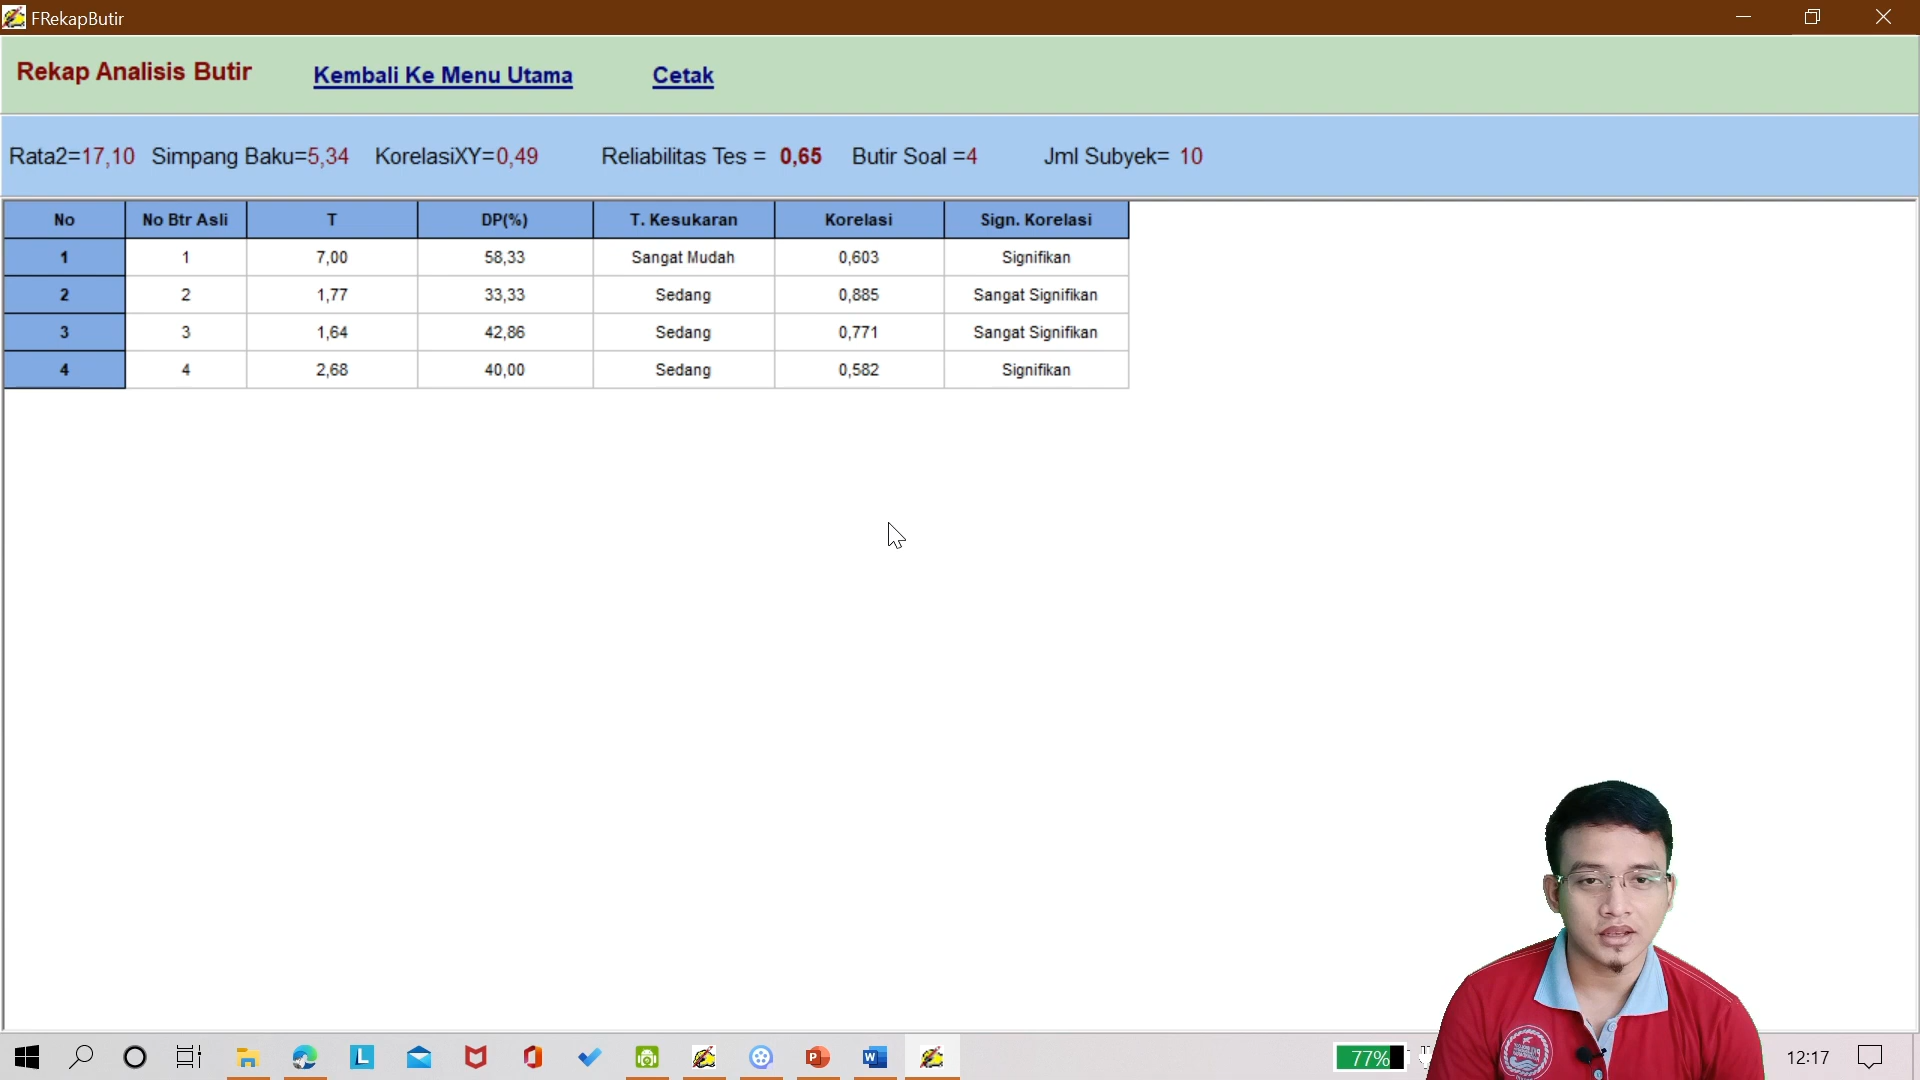 FRekapButir
Rekap Analisis Butir Kembali Ke Menu Utama Cetak
Rata2=17,10 Simpang Baku=5,34 KorelasiXY=0,49 Reliabilitas Tes = 0,65 Butir Soal =4 Jml Subyek= 10
No No Btr Asli T DP(%) T. Kesukaran Korelasi Sign. Korelasi
1 1 7,00 58,33 Sangat Mudah 0,603 Signifikan
2 2 1,77 33,33 Sedang 0,885 Sangat Signifikan
3 3 1,64 42,86 Sedang 0,771 Sangat Signifikan
4 4 2,68 40,00 Sedang 0,582 Signifikan
77% 12:17